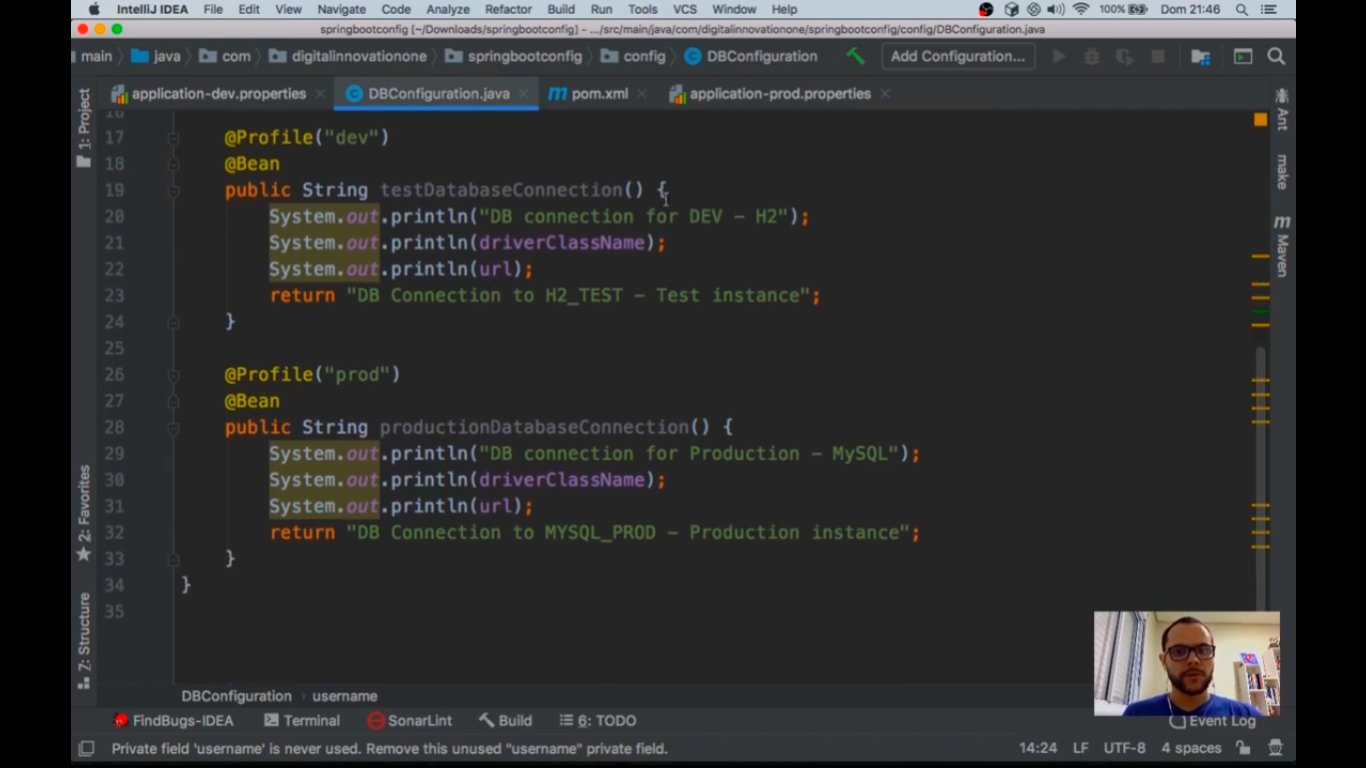 IntelliJ IDEA File Edit View Navigate Code Analyze Refactor Build Run Tools VCS Window Help 100% Dom 21:46
springbootconfig [~/Downloads/springbootconfig] - .../src/main/java/com/digitalinnovationone/springbootconfig/config/DBConfiguration.java
main java com digitalinnovationone springbootconfig config DBConfiguration Add Configuration...
application-dev.properties DBConfiguration.java pom.xml application-prod.properties
1: Project
2: Favorites
7: Structure
Ant
make
Maven
16
17 @Profile("dev")
18 @Bean
19 public String testDatabaseConnection() {
20 System.out.println("DB connection for DEV - H2");
21 System.out.println(driverClassName);
22 System.out.println(url);
23 return "DB Connection to H2_TEST - Test instance";
24 }
25
26 @Profile("prod")
27 @Bean
28 public String productionDatabaseConnection() {
29 System.out.println("DB connection for Production - MySQL");
30 System.out.println(driverClassName);
31 System.out.println(url);
32 return "DB Connection to MYSQL_PROD - Production instance";
33 }
34 }
35
DBConfiguration › username
FindBugs-IDEA Terminal SonarLint Build 6: TODO Event Log
Private field 'username' is never used. Remove this unused "username" private field. 14:24 LF UTF-8 4 spaces